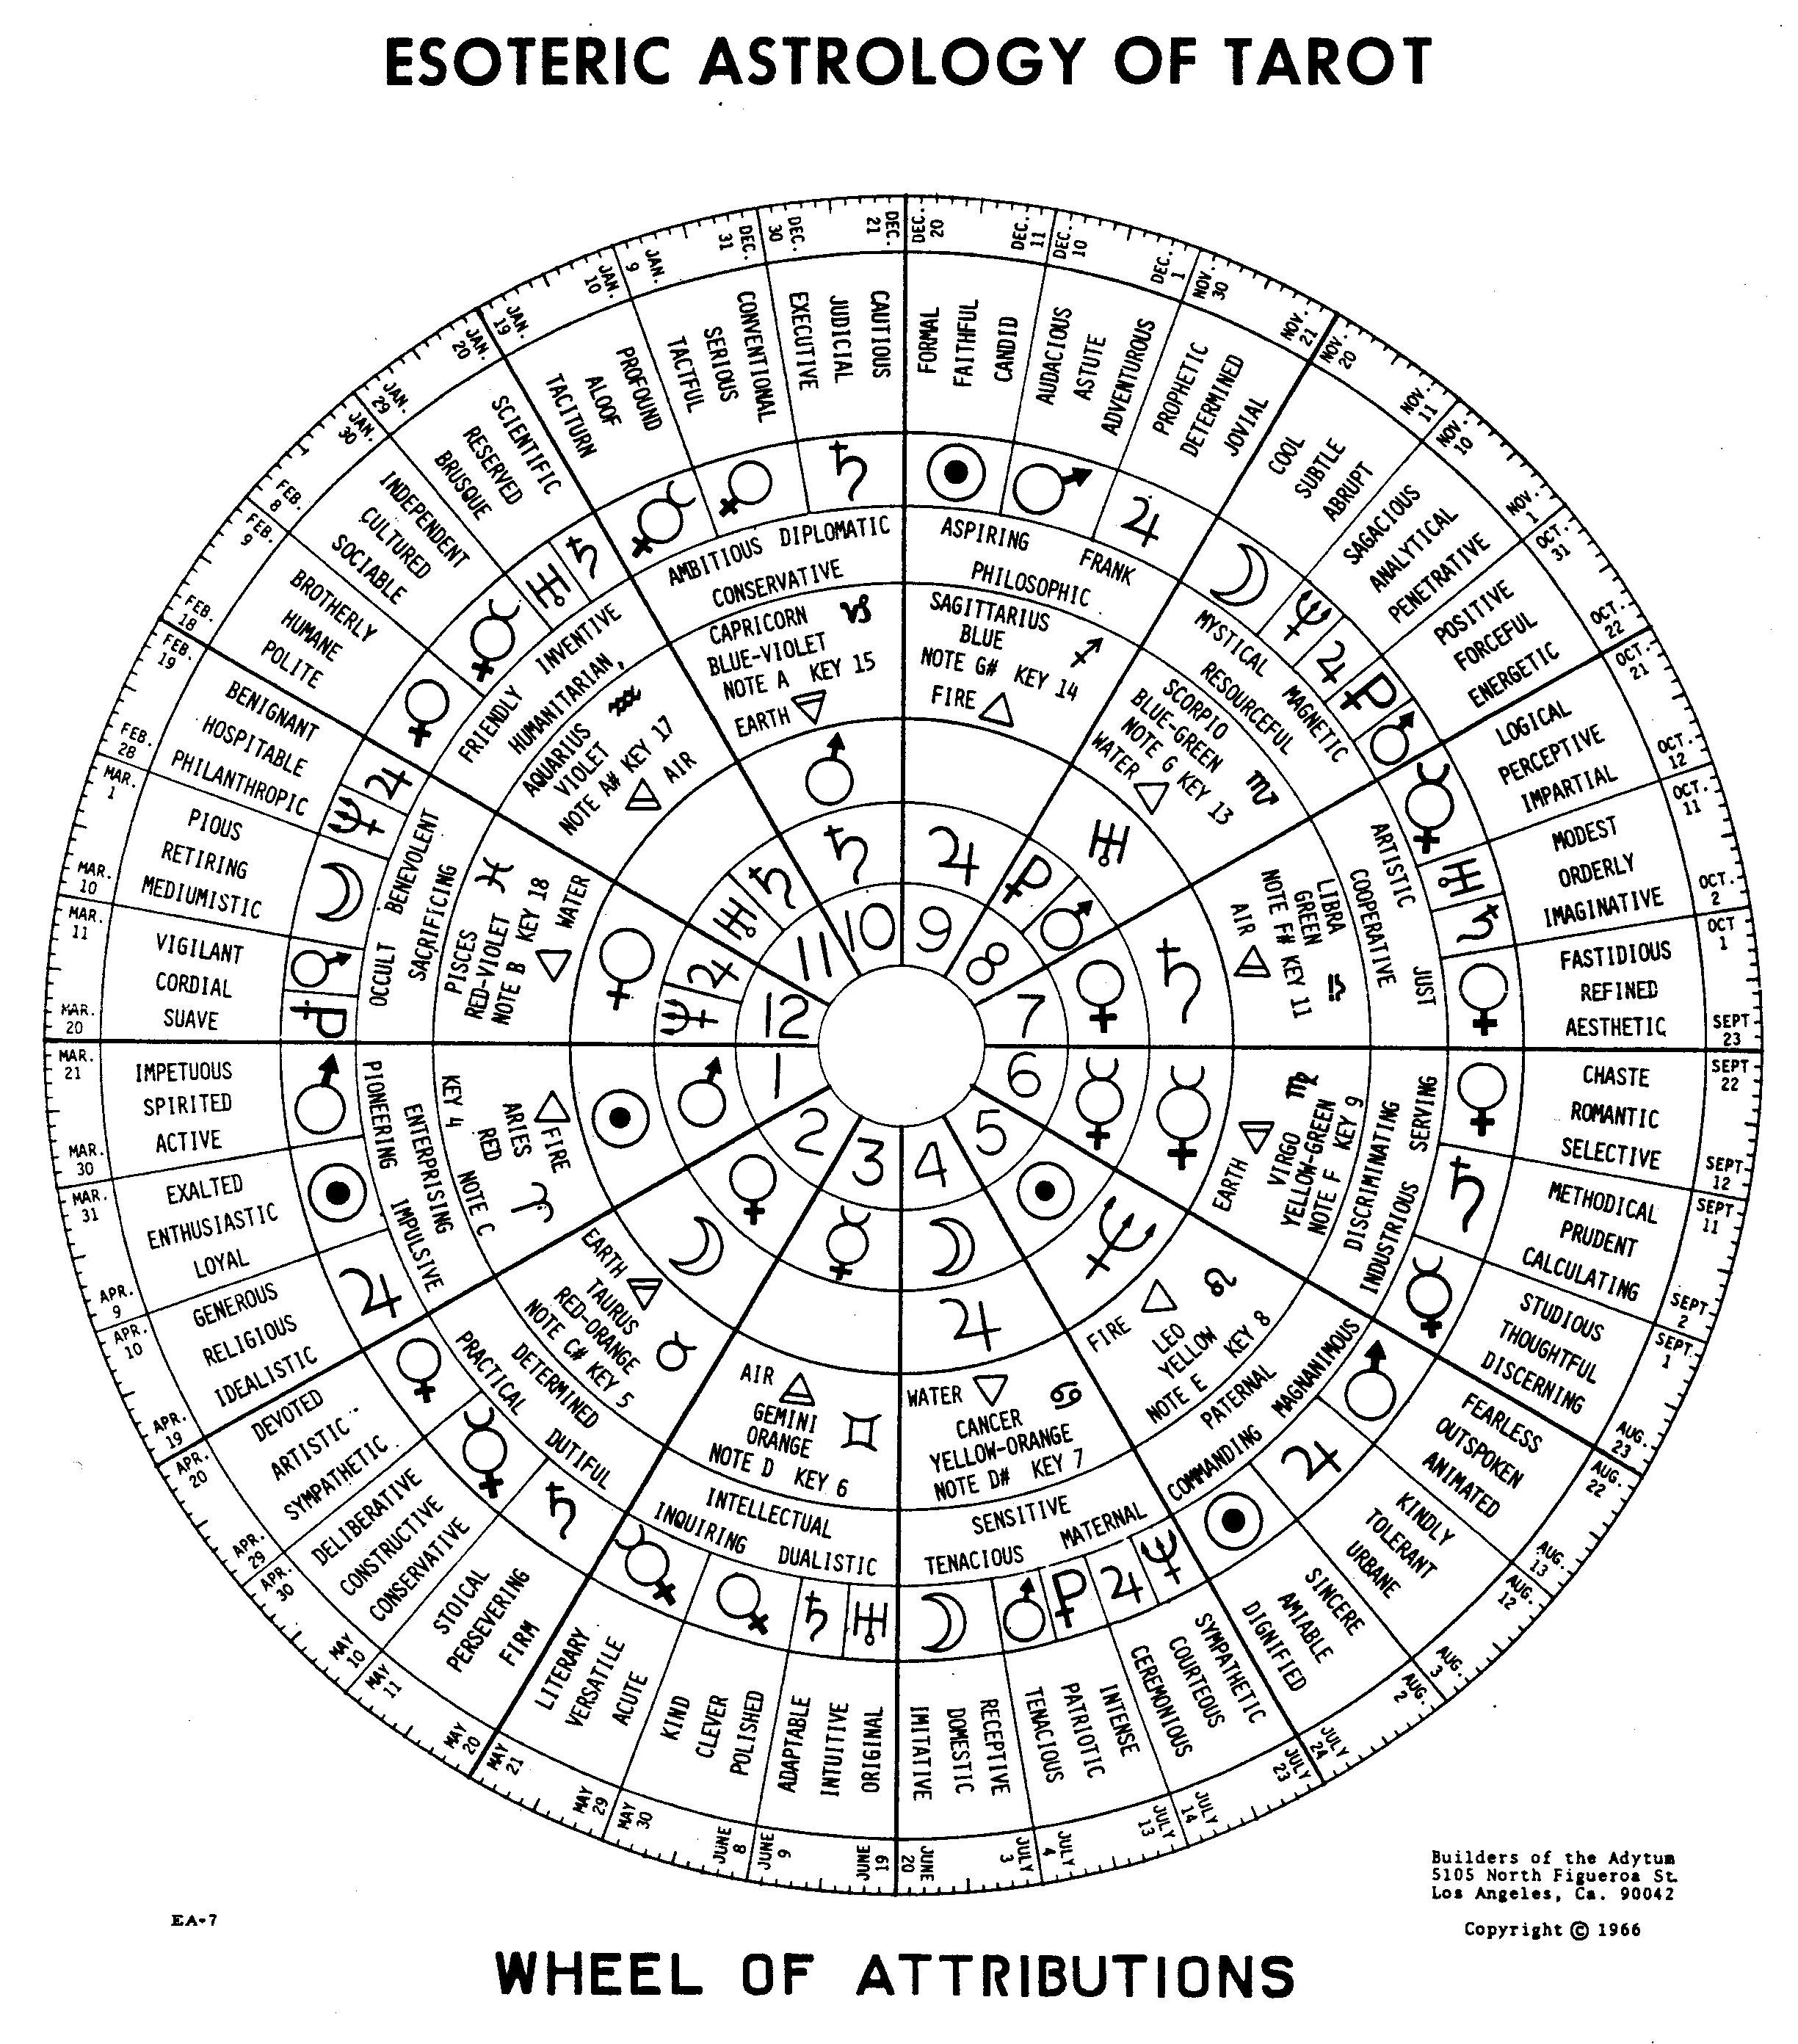 ESOTERIC ASTROLOGY OF TAROT
MAR. 21
MAR. 30
IMPETUOUS
SPIRITED
ACTIVE
MAR. 31
APR. 9
EXALTED
ENTHUSIASTIC
LOYAL
APR. 10
APR. 19
GENEROUS
RELIGIOUS
IDEALISTIC
PIONEERING
ENTERPRISING
IMPULSIVE
KEY 4
NOTE C
RED
ARIES
FIRE
1
APR. 20
APR. 29
DEVOTED
ARTISTIC
SYMPATHETIC
APR. 30
MAY 10
DELIBERATIVE
CONSTRUCTIVE
CONSERVATIVE
MAY 11
MAY 20
STOICAL
PERSEVERING
FIRM
PRACTICAL
DETERMINED
DUTIFUL
EARTH
TAURUS
RED-ORANGE
NOTE C# KEY 5
2
MAY 21
MAY 29
LITERARY
VERSATILE
ACUTE
MAY 30
JUNE 8
KIND
CLEVER
POLISHED
JUNE 9
JUNE 19
ADAPTABLE
INTUITIVE
ORIGINAL
INTELLECTUAL
INQUIRING
DUALISTIC
AIR
GEMINI
ORANGE
NOTE D KEY 6
3
JUNE 20
JULY 3
IMITATIVE
DOMESTIC
RECEPTIVE
JULY 4
JULY 13
TENACIOUS
PATRIOTIC
INTENSE
JULY 14
JULY 23
CEREMONIOUS
COURTEOUS
SYMPATHETIC
SENSITIVE
TENACIOUS
MATERNAL
WATER
CANCER
YELLOW-ORANGE
NOTE D# KEY 7
4
JULY 24
AUG. 2
DIGNIFIED
AMIABLE
SINCERE
AUG. 3
AUG. 12
URBANE
TOLERANT
KINDLY
AUG. 13
AUG. 22
ANIMATED
OUTSPOKEN
FEARLESS
PATERNAL
COMMANDING
MAGNANIMOUS
FIRE
LEO
YELLOW
NOTE E KEY 8
5
AUG. 23
SEPT. 1
STUDIOUS
THOUGHTFUL
DISCERNING
SEPT. 2
SEPT. 11
METHODICAL
PRUDENT
CALCULATING
SEPT. 12
SEPT 22
CHASTE
ROMANTIC
SELECTIVE
SERVING
DISCRIMINATING
INDUSTRIOUS
EARTH
VIRGO
YELLOW-GREEN
NOTE F KEY 9
6
SEPT 23
OCT 1
FASTIDIOUS
REFINED
AESTHETIC
OCT. 2
OCT. 11
MODEST
ORDERLY
IMAGINATIVE
OCT. 12
OCT. 21
LOGICAL
PERCEPTIVE
IMPARTIAL
ARTISTIC
COOPERATIVE
JUST
LIBRA
GREEN
NOTE F# KEY 11
AIR
7
OCT. 22
OCT. 31
POSITIVE
FORCEFUL
ENERGETIC
NOV. 1
NOV. 10
SAGACIOUS
ANALYTICAL
PENETRATIVE
NOV. 11
NOV. 20
COOL
SUBTLE
ABRUPT
MYSTICAL
MAGNETIC
RESOURCEFUL
SCORPIO
BLUE-GREEN
NOTE G KEY 13
WATER
8
NOV. 21
NOV. 30
PROPHETIC
DETERMINED
JOVIAL
DEC. 1
DEC. 10
AUDACIOUS
ASTUTE
ADVENTUROUS
DEC. 11
DEC. 20
FORMAL
FAITHFUL
CANDID
ASPIRING
FRANK
PHILOSOPHIC
SAGITTARIUS
BLUE
NOTE G# KEY 14
FIRE
9
DEC. 21
DEC. 30
EXECUTIVE
JUDICIAL
CAUTIOUS
DEC. 31
JAN. 9
TACTFUL
SERIOUS
CONVENTIONAL
JAN. 10
JAN. 19
TACITURN
ALOOF
PROFOUND
AMBITIOUS
DIPLOMATIC
CONSERVATIVE
CAPRICORN
BLUE-VIOLET
NOTE A KEY 15
EARTH
10
JAN. 20
JAN. 29
SCIENTIFIC
RESERVED
BRUSQUE
JAN. 30
FEB. 8
INDEPENDENT
CULTURED
SOCIABLE
FEB. 9
FEB. 18
BROTHERLY
HUMANE
POLITE
FRIENDLY
INVENTIVE
HUMANITARIAN,
AQUARIUS
VIOLET
NOTE A# KEY 17
AIR
11
FEB. 19
FEB. 28
BENIGNANT
HOSPITABLE
PHILANTHROPIC
MAR. 1
MAR. 10
PIOUS
RETIRING
MEDIUMISTIC
MAR. 11
MAR. 20
VIGILANT
CORDIAL
SUAVE
OCCULT
BENEVOLENT
SACRIFICING
PISCES
RED-VIOLET
NOTE B KEY 18
WATER
12
Builders of the Adytum
5105 North Figueroa St.
Los Angeles, Ca. 90042
Copyright © 1966
EA-7
WHEEL OF ATTRIBUTIONS